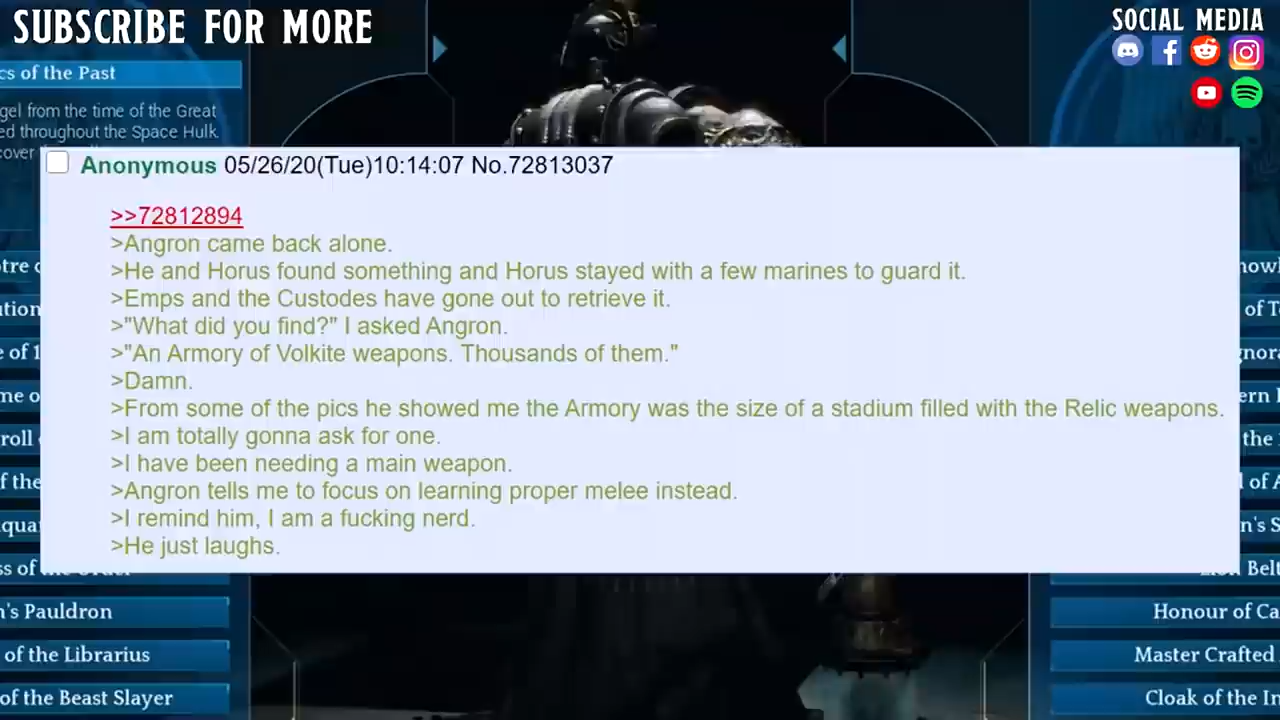 SUBSCRIBE FOR MORE
SOCIAL MEDIA
cs of the Past
gel from the time of the Great
ed throughout the Space Hulk.
cover
Anonymous 05/26/20(Tue)10:14:07 No.72813037
>>72812894
>Angron came back alone.
>He and Horus found something and Horus stayed with a few marines to guard it.
>Emps and the Custodes have gone out to retrieve it.
>"What did you find?" I asked Angron.
>"An Armory of Volkite weapons. Thousands of them."
>Damn.
>From some of the pics he showed me the Armory was the size of a stadium filled with the Relic weapons.
>I am totally gonna ask for one.
>I have been needing a main weapon.
>Angron tells me to focus on learning proper melee instead.
>I remind him, I am a fucking nerd.
>He just laughs.
n's Pauldron
of the Librarius
of the Beast Slayer
Honour of Ca
Master Crafted
Cloak of the In